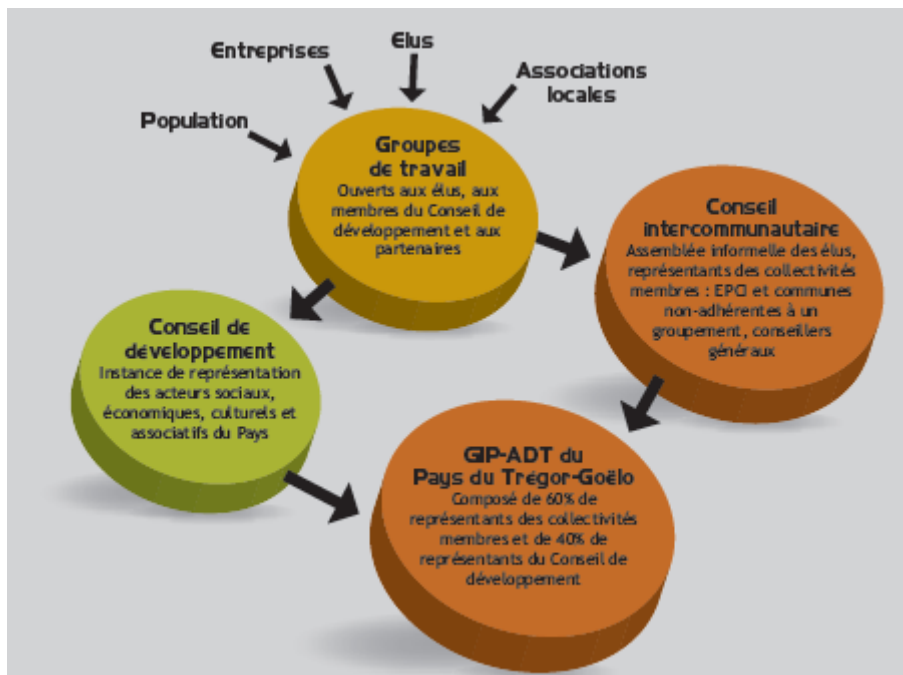 Elus
Entreprises
Associations
locales
Population
Groupes
de travail
Ouverts aux élus, aux
membres du Conseil de
développement et aux
partenaires
Conseil
intercommunautaire
Assemblée informelle des élus,
représentants des collectivités
membres : EPCI et communes
non-adhérentes à un
groupement, conseillers
généraux
Conseil de
développement
Instance de représentation
des acteurs sociaux,
économiques, culturels et
associatifs du Pays
GIP-ADT du
Pays du Trégor-Goëlo
Composé de 60% de
représentants des collectivités
membres et de 40% de
représentants du Conseil de
développement